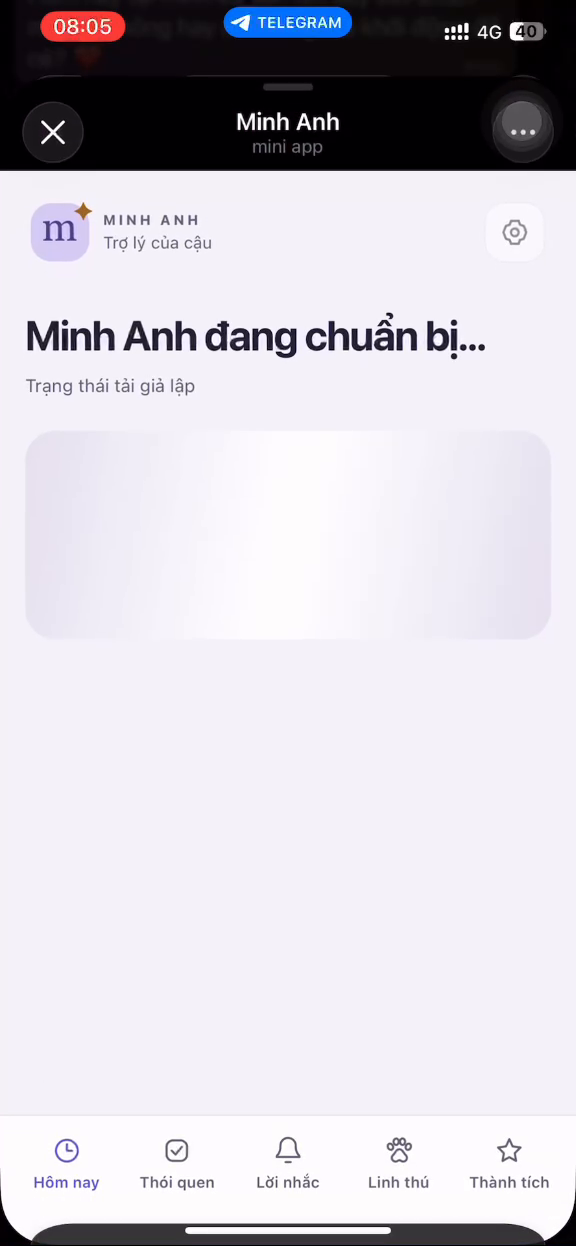 08:05
TELEGRAM
4G
40
Minh Anh
mini app
m
MINH ANH
Trợ lý của cậu
Minh Anh đang chuẩn bị...
Trạng thái tải giả lập
Hôm nay
Thói quen
Lời nhắc
Linh thú
Thành tích